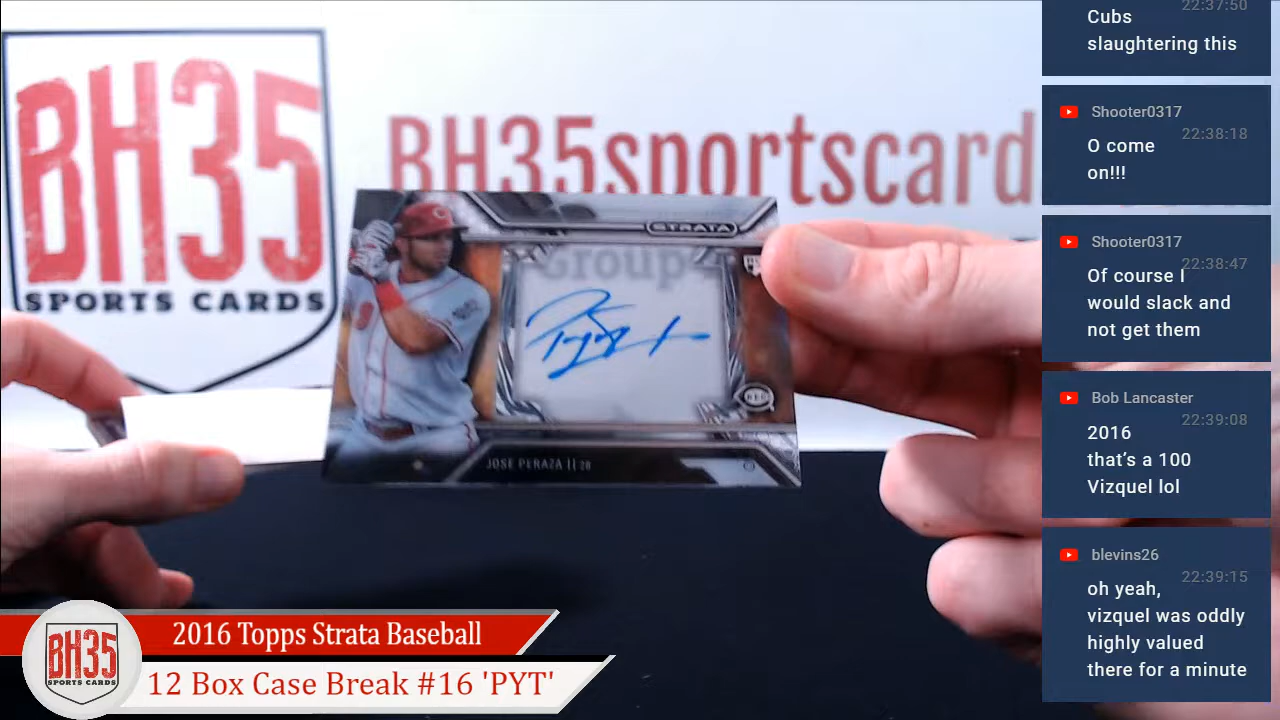 BH35
SPORTS CARDS
BH35sportscard
STRATA
Group
JOSE PERAZA || 2B
REDS
2016 Topps Strata Baseball
12 Box Case Break #16 'PYT'
BH35
SPORTS CARDS
22:37:50
Cubs
slaughtering this
Shooter0317
22:38:18
O come
on!!!
Shooter0317
22:38:47
Of course I
would slack and
not get them
Bob Lancaster
22:39:08
2016
that’s a 100
Vizquel lol
blevins26
22:39:15
oh yeah,
vizquel was oddly
highly valued
there for a minute